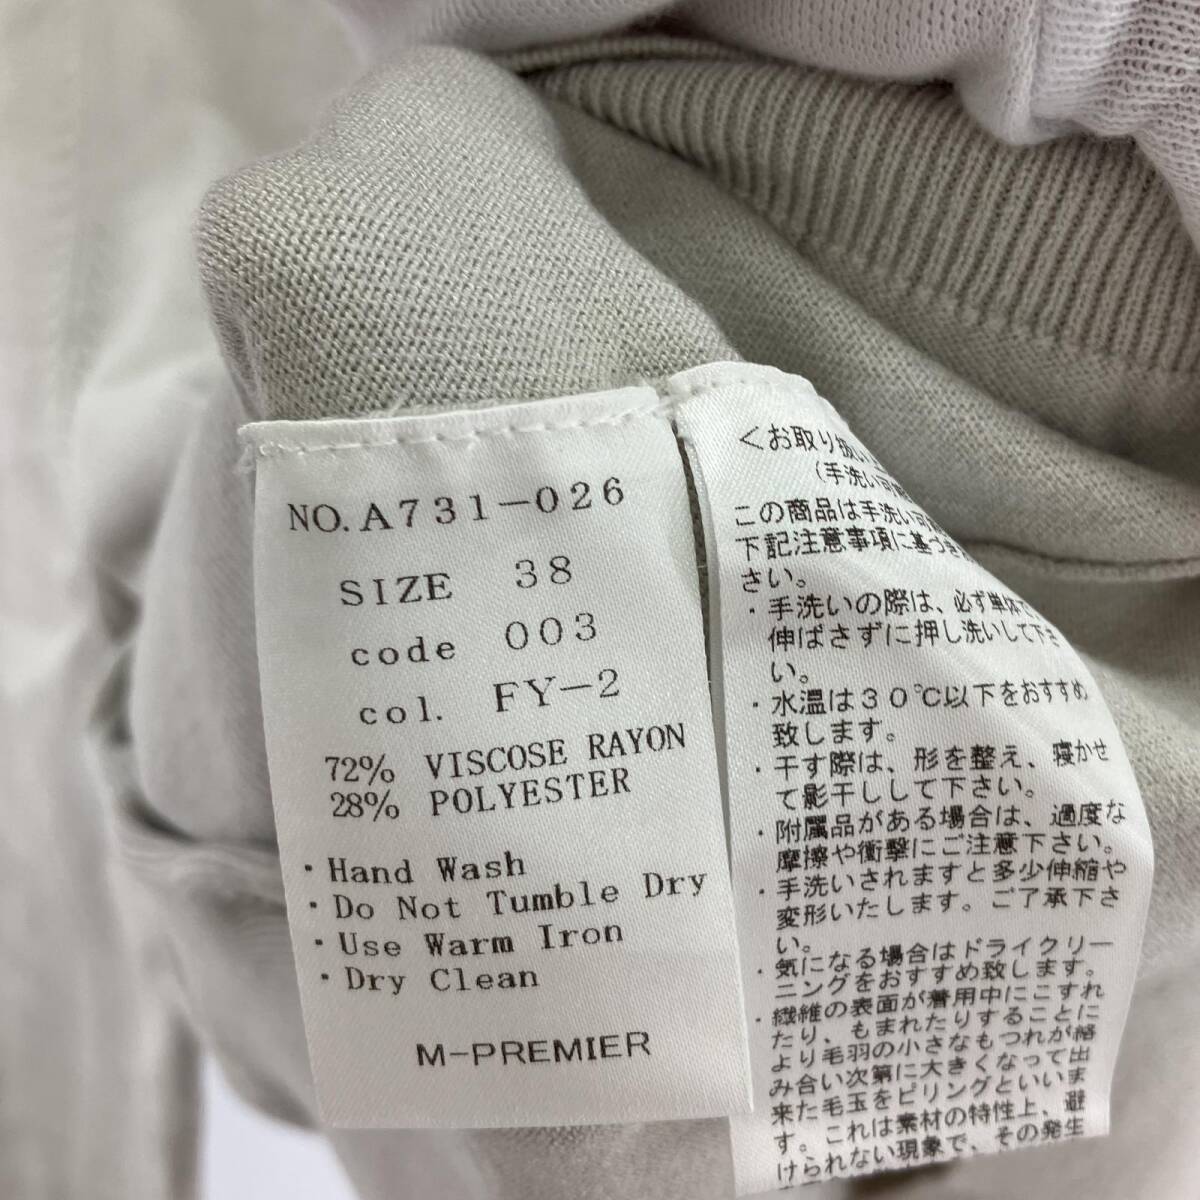 NO.A731-026
SIZE 38
code 003
col. FY-2
72% VISCOSE RAYON
28% POLYESTER
・Hand Wash
・Do Not Tumble Dry
・Use Warm Iron
・Dry Clean
M-PREMIER
＜お取り扱い
（手洗い可
この商品は手洗い可
下記注意事項に基づき
さい。
・手洗いの際は、必ず単体で
伸ばさずに押し洗いして下さ
い。
・水温は３０℃以下をおすすめ
致します。
・干す際は、形を整え、寝かせ
て影干しして下さい。
・附属品がある場合は、過度な
摩擦や衝撃にご注意下さい。
・手洗いされますと多少伸縮や
変形いたします。ご了承下さ
い。
・気になる場合はドライクリー
ニングをおすすめ致します。
・繊維の表面が着用中にこすれ
たり、もまれたりすることに
より毛羽の小さなもつれが絡
み合い次第に大きくなって出
来た毛玉をピリングといいま
す。これは素材の特性上、避
けられない現象で、その発生